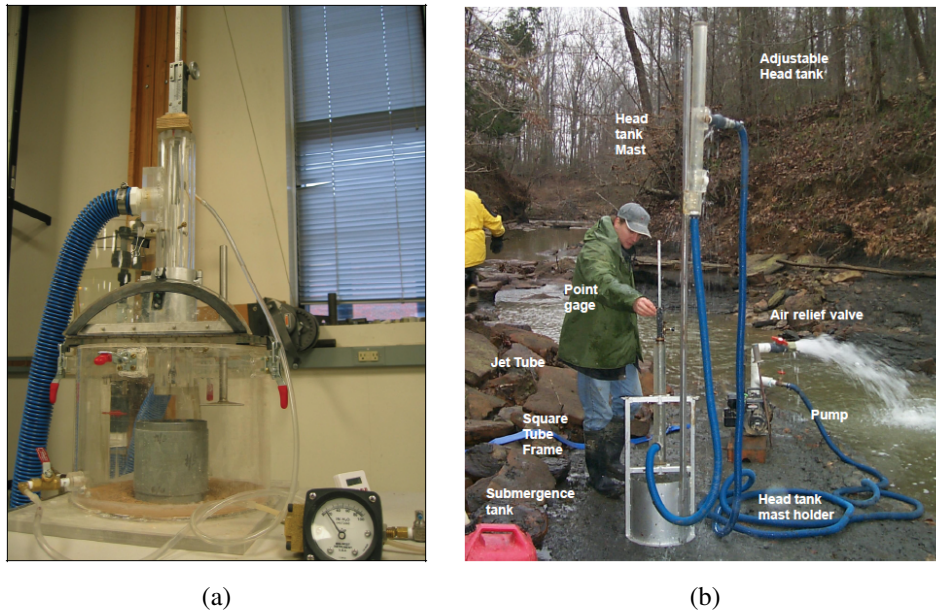 Adjustable
Head tank
Head
tank
Mast
Point
gage
Air relief valve
Jet Tube
Pump
Square
Tube
Frame
Submergence
tank
Head tank
mast holder
(a)
(b)